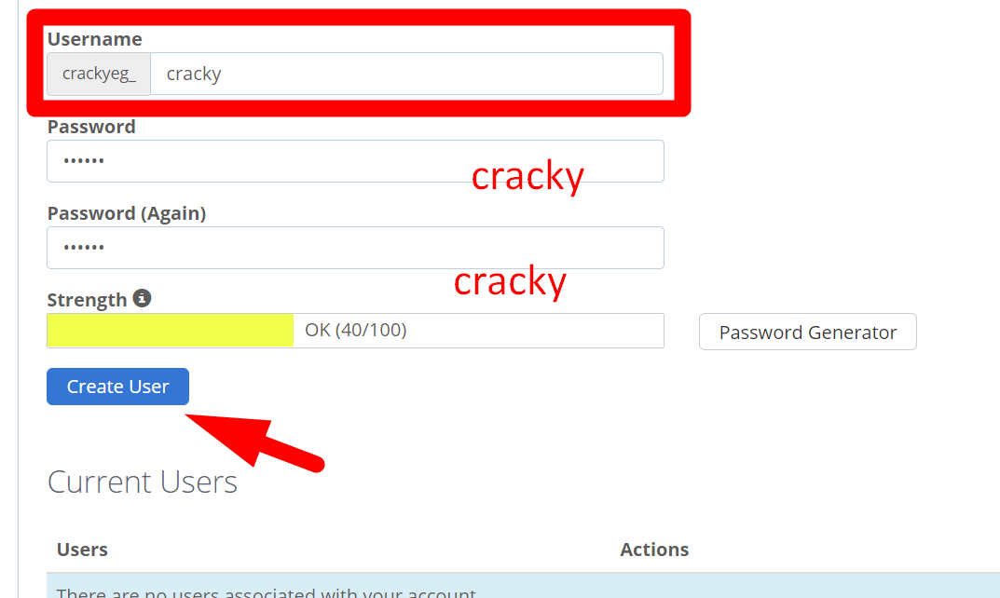 Username
crackyeg_ cracky
Password
••••••
cracky
Password (Again)
••••••
cracky
Strength
OK (40/100) Password Generator
Create User
Current Users
Users Actions
There are no users associated with your account.